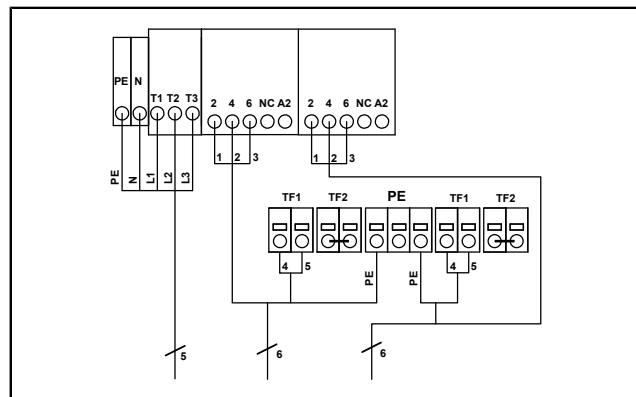 PE N T1 T2 T3
2 4 6 NC A2 2 4 6 NC A2
1 2 3 1 2 3
PE N L1 L2 L3
TF1 TF2 PE TF1 TF2
4 5 PE PE 4 5
5 6 6